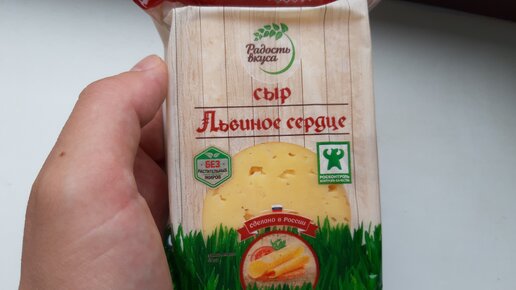 Радость
вкуса
сыр
Львиное сердце
БЕЗ
РАСТИТЕЛЬНЫХ
ЖИРОВ
РОСКОНТРОЛЬ
Сделано в России